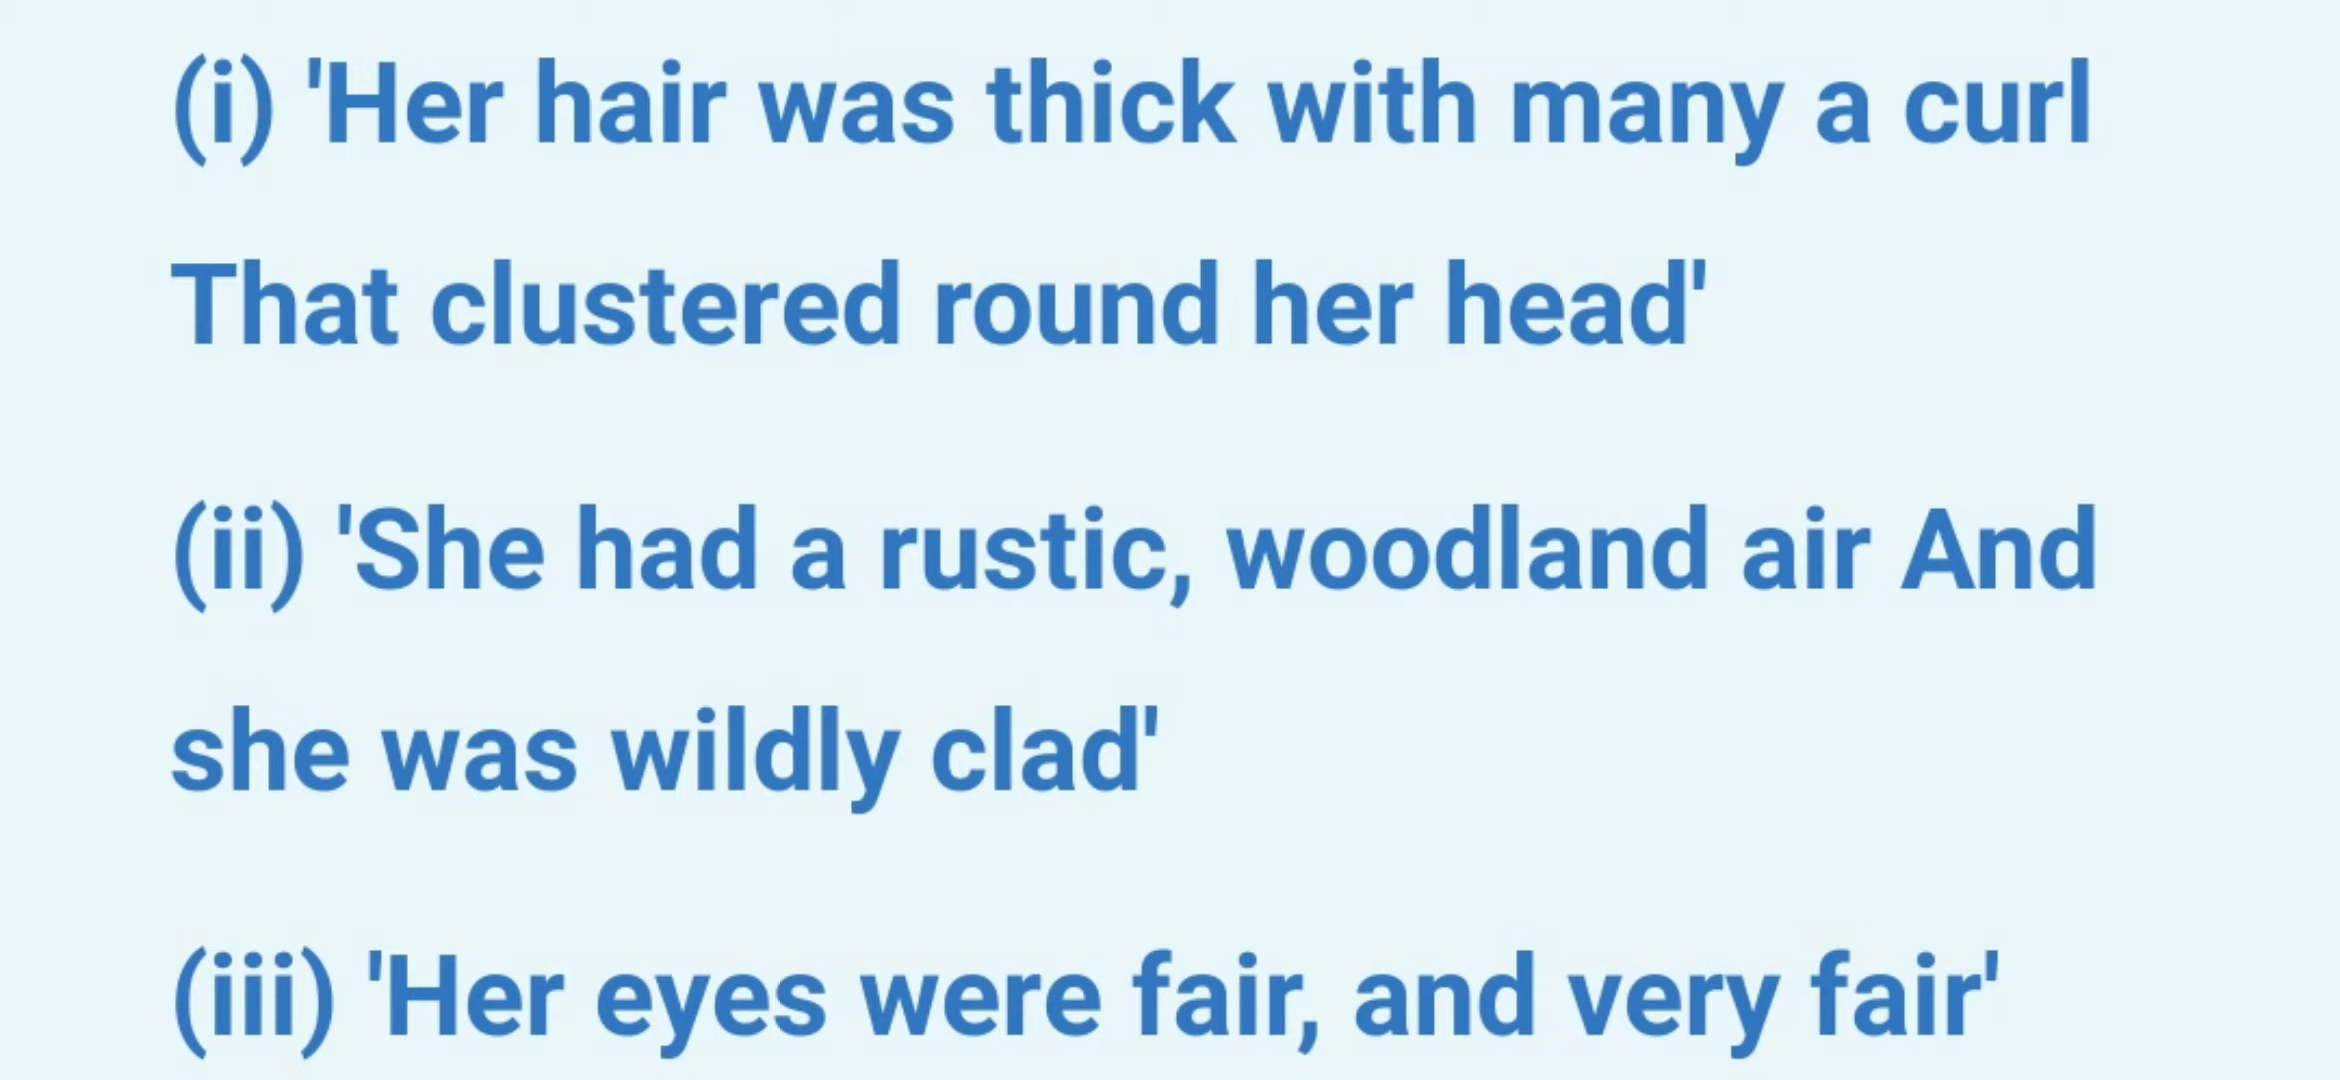 (i) 'Her hair was thick with many a curl
That clustered round her head'
(ii) 'She had a rustic, woodland air And
she was wildly clad'
(iii) 'Her eyes were fair, and very fair'